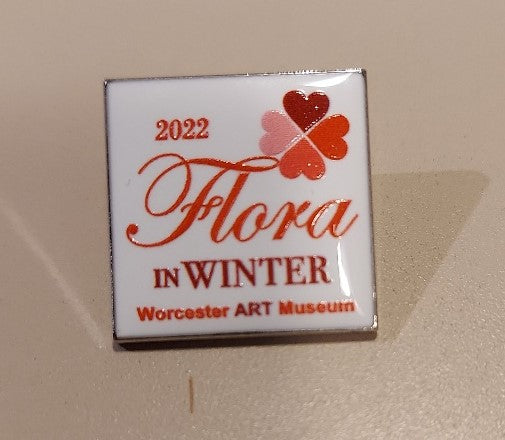 2022
Flora
IN WINTER
Worcester ART Museum